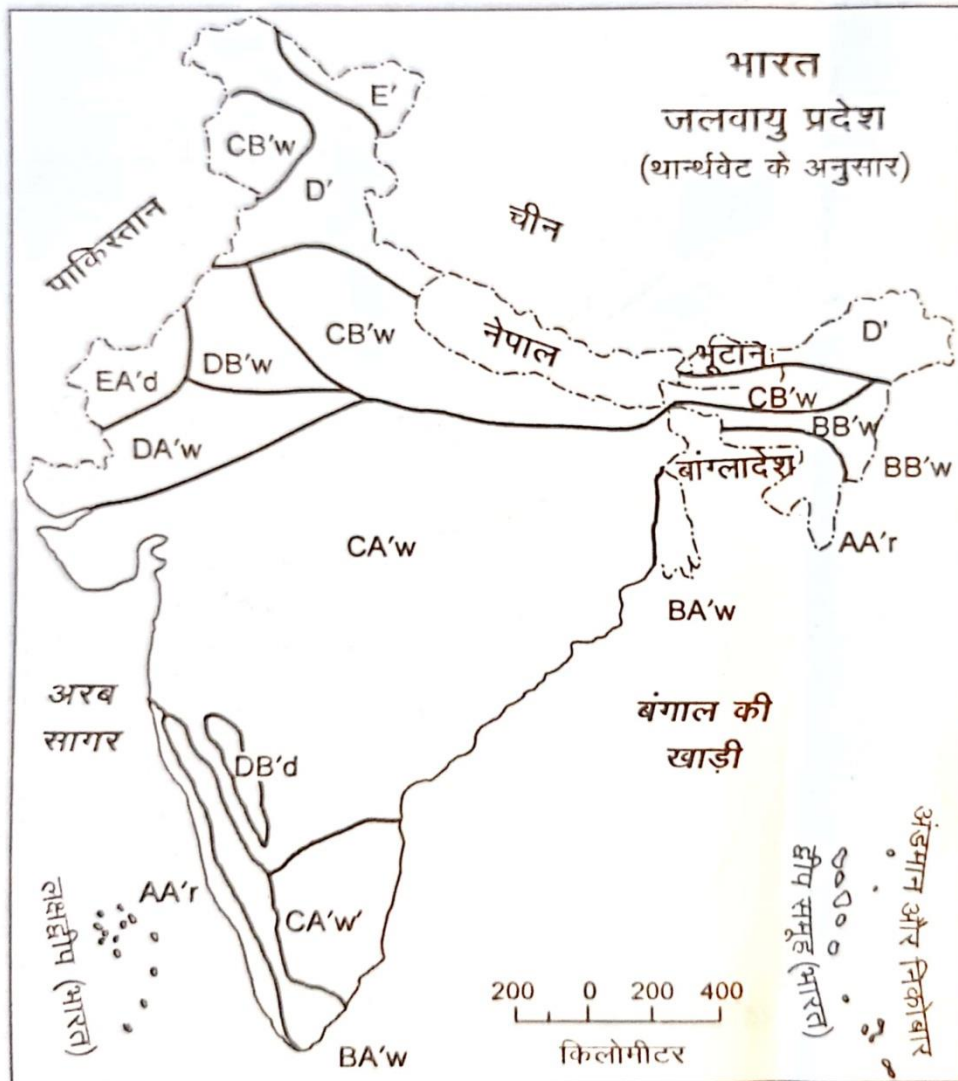 भारत
जलवायु प्रदेश
(थार्न्थवेट के अनुसार)
E'
CB'w
D'
चीन
पाकिस्तान
CB'w
नेपाल
D'
DB'w
भूटान
EA'd
CB'w
DA'w
BB'w
बांग्लादेश
BB'w
CA'w
AA'r
BA'w
अरब
सागर
बंगाल की
खाड़ी
DB'd
AA'r
CA'w'
लक्षद्वीप (भारत)
अंडमान और निकोबार
द्वीप समूह (भारत)
200 0 200 400
किलोमीटर
BA'w